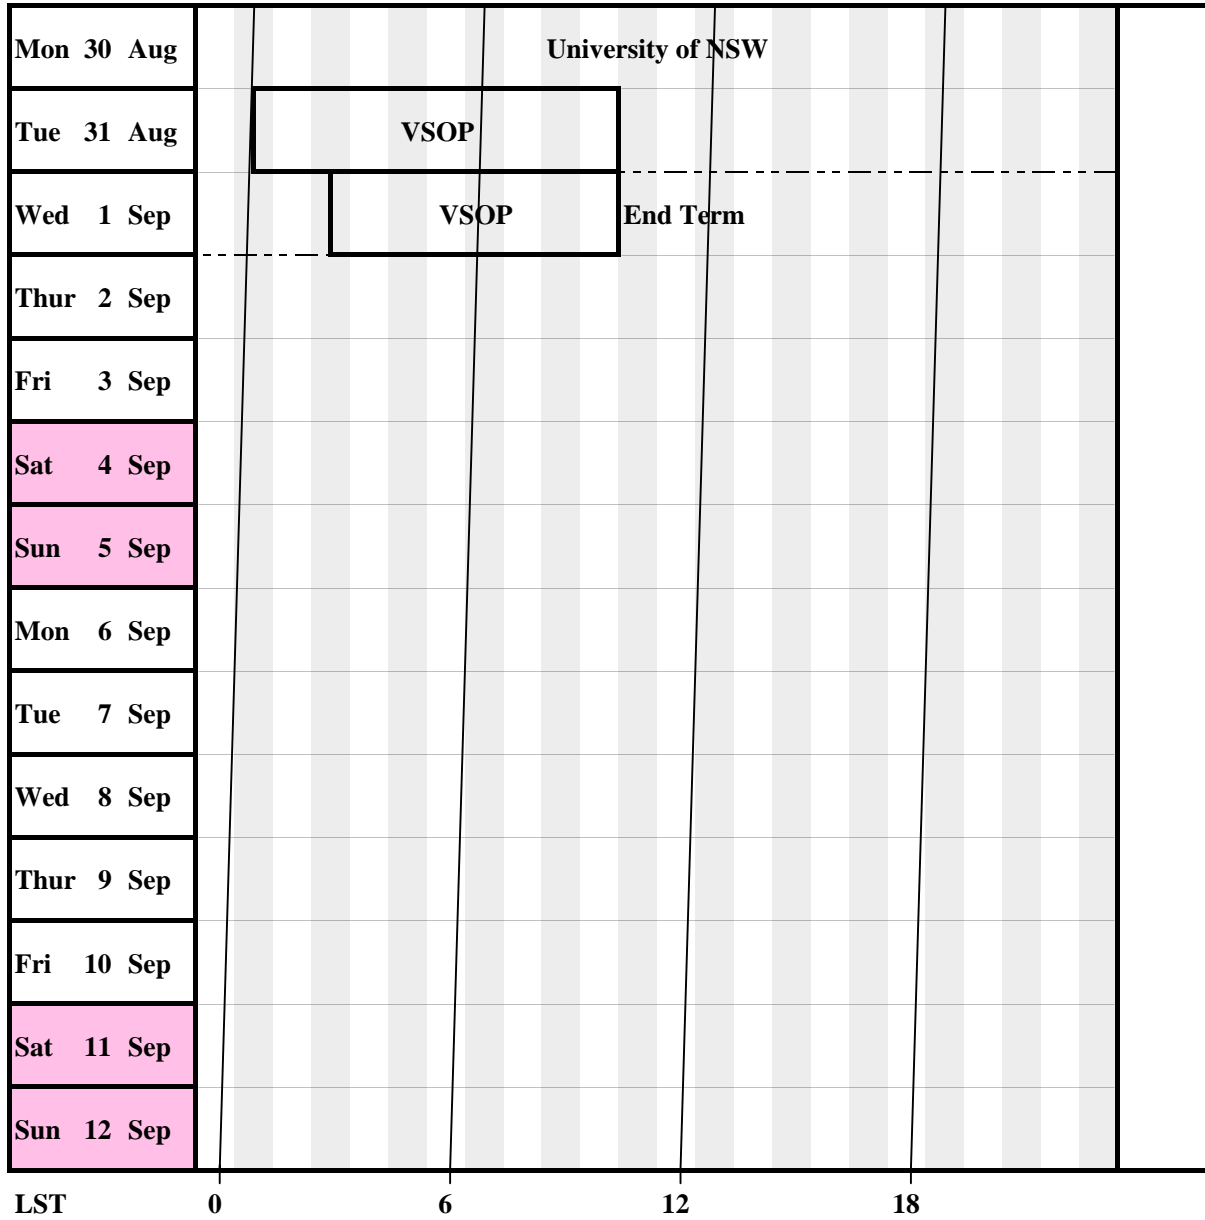 Mon 30 Aug University of NSW
Tue 31 Aug VSOP
Wed 1 Sep VSOP End Term
Thur 2 Sep
Fri 3 Sep
Sat 4 Sep
Sun 5 Sep
Mon 6 Sep
Tue 7 Sep
Wed 8 Sep
Thur 9 Sep
Fri 10 Sep
Sat 11 Sep
Sun 12 Sep
LST 0 6 12 18